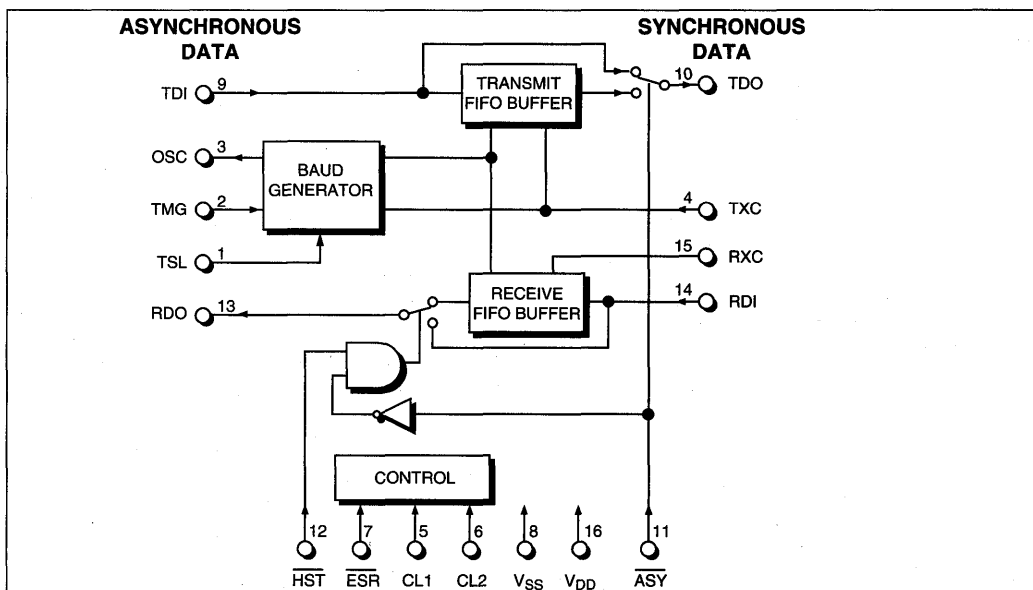 ASYNCHRONOUS
DATA
SYNCHRONOUS
DATA
TDI 9
TRANSMIT
FIFO BUFFER
10 TDO
OSC 3
BAUD
GENERATOR
TMG 2
4 TXC
TSL 1
15 RXC
RDO 13
RECEIVE
FIFO BUFFER
14 RDI
CONTROL
12 7 5 6 8 16 11
HST ESR CL1 CL2 VSS VDD ASY